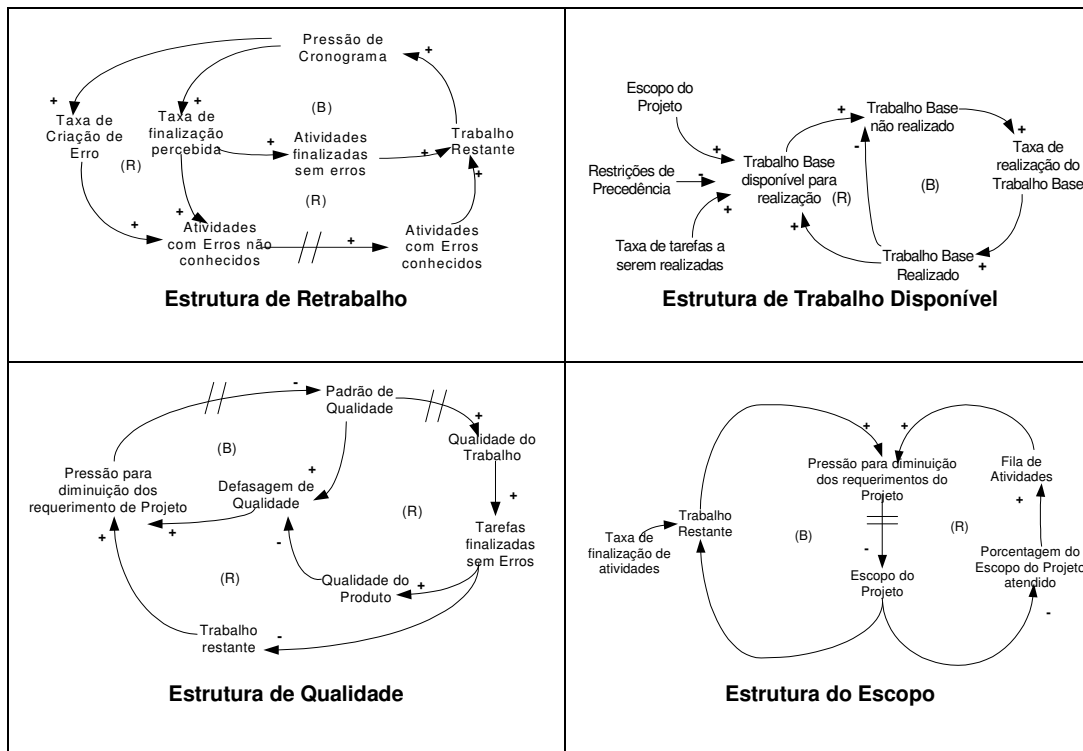 Pressão de
Cronograma
+
+
+
Taxa de
Criação de
Erro
Taxa de
finalização
percebida
(B)
Atividades
finalizadas
sem erros
+
+
Trabalho
Restante
+
(R)
(R)
+
+
Atividades
com Erros não
conhecidos
+
Atividades
com Erros
conhecidos
Estrutura de Retrabalho
Escopo do
Projeto
+
Trabalho Base
não realizado
+
+
-
Taxa de
realização do
Trabalho Base
Restrições de
Precedência
-
Trabalho Base
disponível para
realização
(R)
(B)
+
+
Taxa de tarefas a
serem realizadas
Trabalho Base
Realizado
+
Estrutura de Trabalho Disponível
-
Padrão de
Qualidade
+
(B)
Qualidade do
Trabalho
Pressão para
diminuição dos
requerimento de Projeto
+
Defasagem de
Qualidade
+
+
+
(R)
-
Tarefas
finalizadas
sem Erros
(R)
Qualidade do
Produto
+
Trabalho
restante
-
Estrutura de Qualidade
+
+
Pressão para diminuição
dos requerimentos do
Projeto
Fila de
Atividades
+
Taxa de
finalização de
atividades
Trabalho
Restante
(B)
(R)
-
Escopo do
Projeto
Porcentagem do
Escopo do Projeto
atendido
-
Estrutura do Escopo